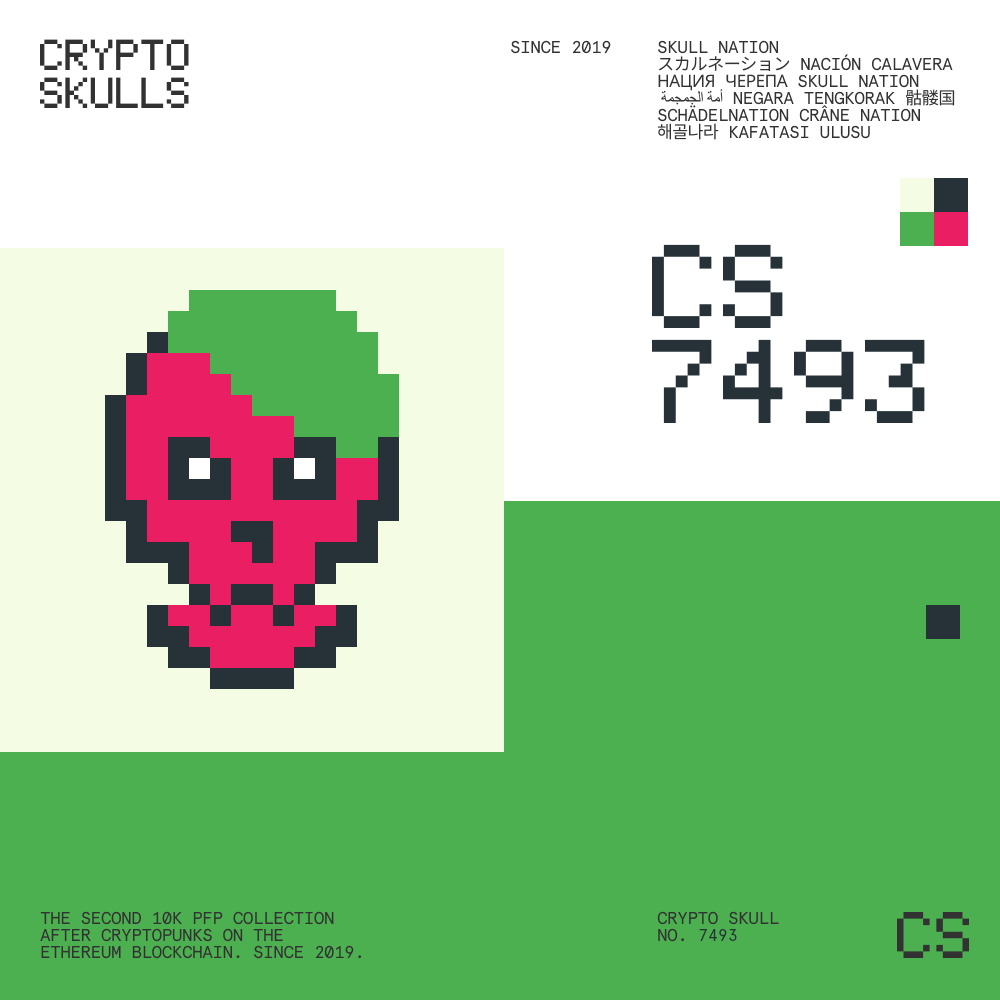 CRYPTO
SKULLS
SINCE 2019
SKULL NATION
スカルネーション NACIÓN CALAVERA
НАЦИЯ ЧЕРЕПА SKULL NATION
أمة الجمجمة NEGARA TENGKORAK 骷髅国
SCHÄDELNATION CRÂNE NATION
해골나라 KAFATASI ULUSU
CS
7493
THE SECOND 10K PFP COLLECTION
AFTER CRYPTOPUNKS ON THE
ETHEREUM BLOCKCHAIN. SINCE 2019.
CRYPTO SKULL
NO. 7493
CS